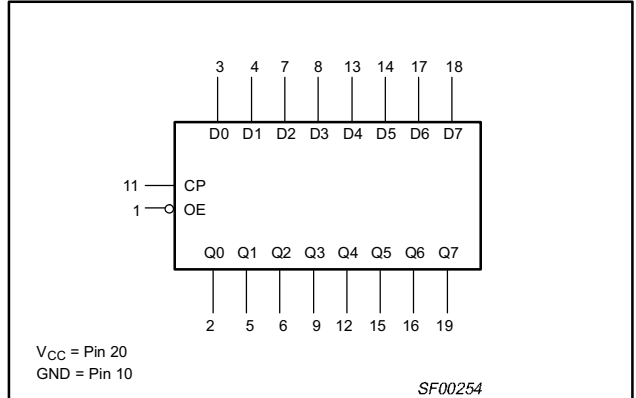 3 4 7 8 13 14 17 18
D0 D1 D2 D3 D4 D5 D6 D7
11 CP
1 OE
Q0 Q1 Q2 Q3 Q4 Q5 Q6 Q7
2 5 6 9 12 15 16 19
VCC = Pin 20
GND = Pin 10
SF00254